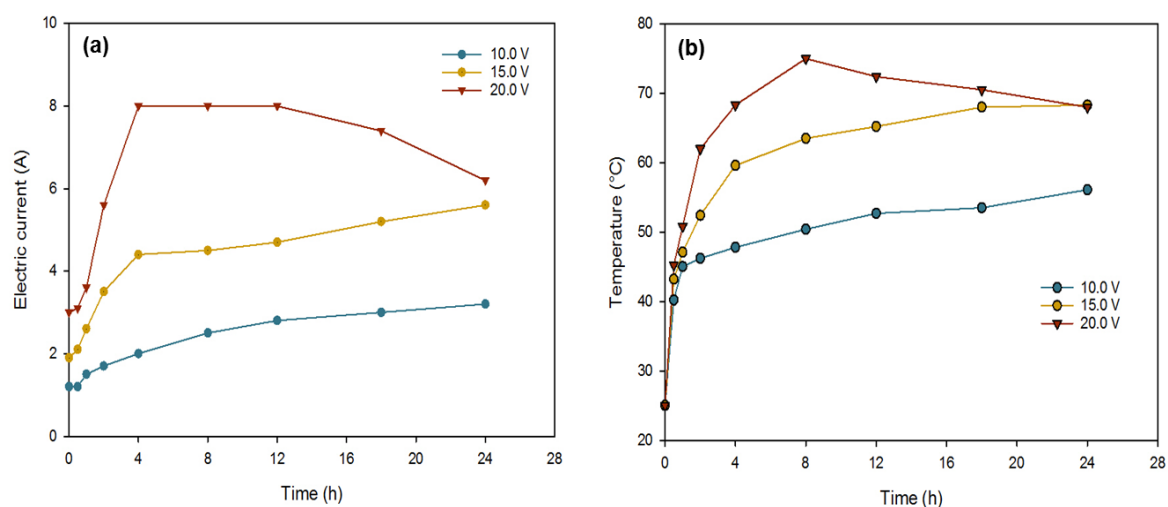 (a)
10.0 V
15.0 V
20.0 V
Electric current (A)
10
8
6
4
2
0
0 4 8 12 16 20 24 28
Time (h)
(b)
10.0 V
15.0 V
20.0 V
Temperature (°C)
80
70
60
50
40
30
20
0 4 8 12 16 20 24 28
Time (h)